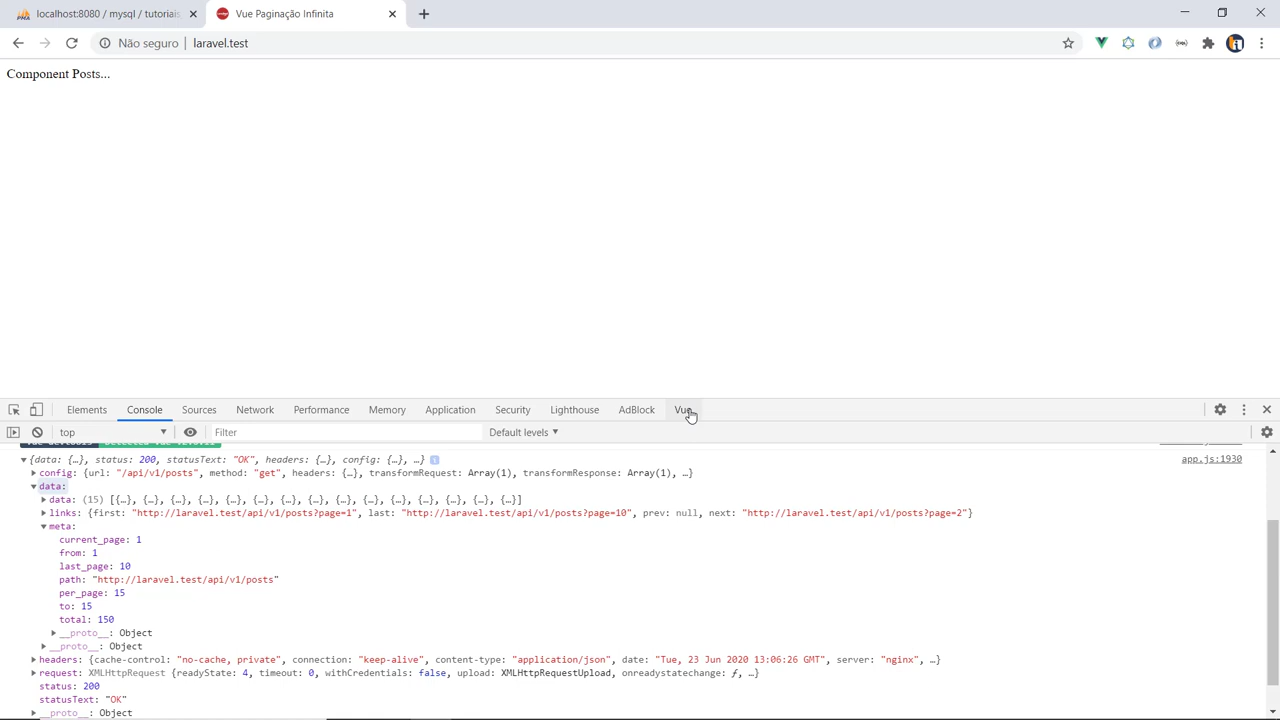 localhost:8080 / mysql / tutoriais
Vue Paginação Infinita
Não seguro
laravel.test
Component Posts...
Elements Console Sources Network Performance Memory Application Security Lighthouse AdBlock Vue
top Filter Default levels
{data: {…}, status: 200, statusText: "OK", headers: {…}, config: {…}, …} app.js:1930
config: {url: "/api/v1/posts", method: "get", headers: {…}, transformRequest: Array(1), transformResponse: Array(1), …}
data:
data: (15) [{…}, {…}, {…}, {…}, {…}, {…}, {…}, {…}, {…}, {…}, {…}, {…}, {…}, {…}, {…}]
links: {first: "http://laravel.test/api/v1/posts?page=1", last: "http://laravel.test/api/v1/posts?page=10", prev: null, next: "http://laravel.test/api/v1/posts?page=2"}
meta:
current_page: 1
from: 1
last_page: 10
path: "http://laravel.test/api/v1/posts"
per_page: 15
to: 15
total: 150
__proto__: Object
__proto__: Object
headers: {cache-control: "no-cache, private", connection: "keep-alive", content-type: "application/json", date: "Tue, 23 Jun 2020 13:06:26 GMT", server: "nginx", …}
request: XMLHttpRequest {readyState: 4, timeout: 0, withCredentials: false, upload: XMLHttpRequestUpload, onreadystatechange: ƒ, …}
status: 200
statusText: "OK"
__proto__: Object